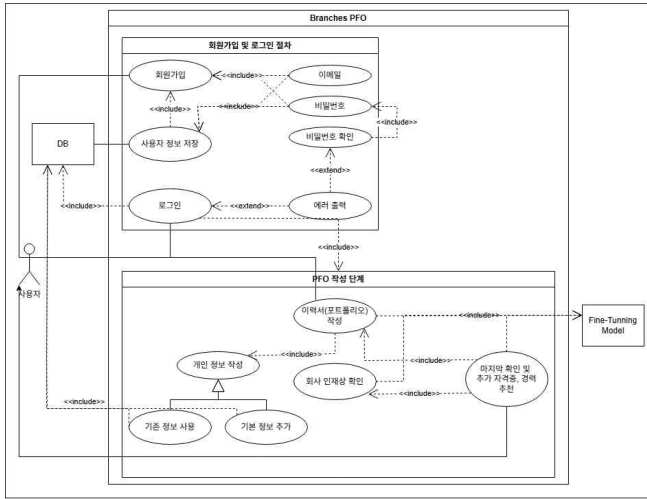 Branches PFO
회원가입 및 로그인 절차
회원가입
<<include>>
이메일
비밀번호
<<include>>
<<include>>
<<include>>
DB
사용자 정보 저장
비밀번호 확인
<<extend>>
<<include>>
로그인
<<extend>>
에러 출력
<<include>>
사용자
PFO 작성 단계
이력서(포트폴리오)
작성
<<include>>
Fine-Tunning
Model
<<include>>
<<include>>
개인 정보 작성
회사 인재상 확인
마지막 확인 및
추가 자격증, 경력
추천
<<include>>
<<include>>
기존 정보 사용
기본 정보 추가